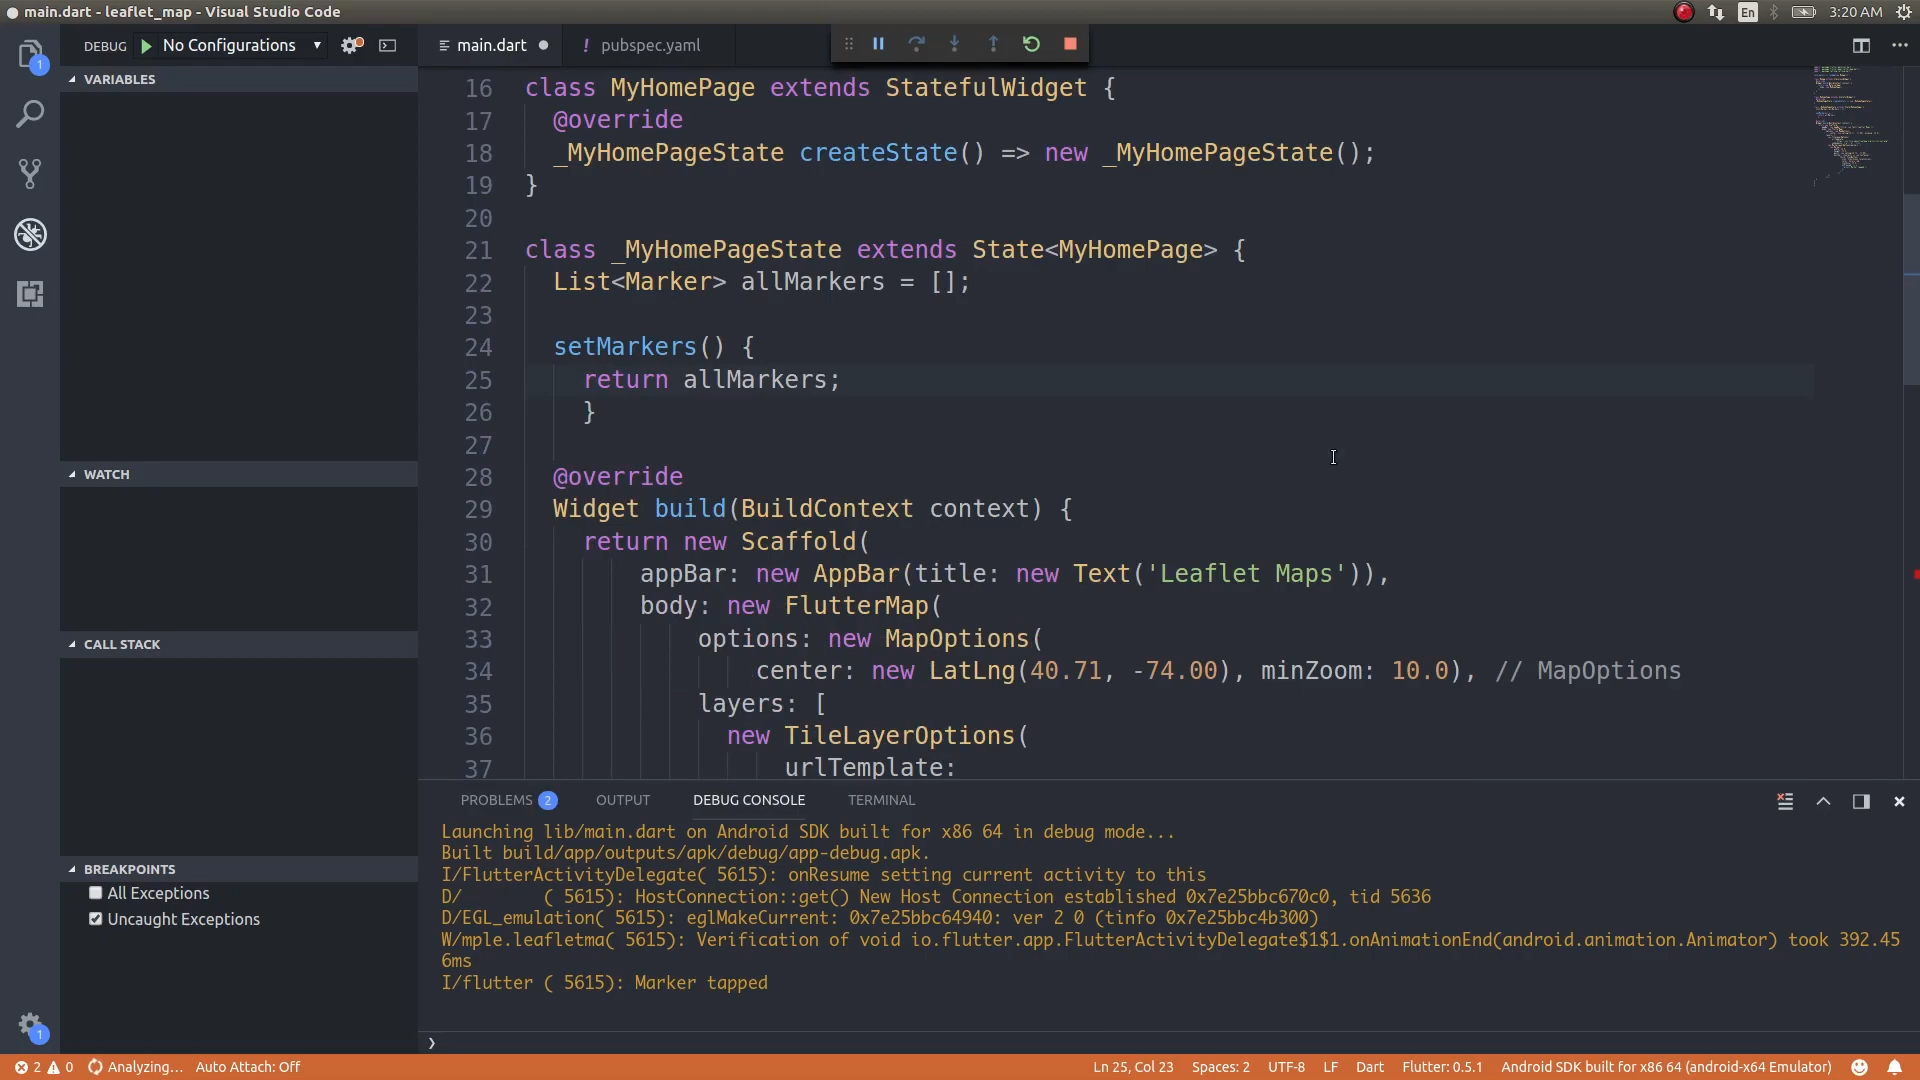 main.dart - leaflet_map - Visual Studio Code
En
3:20 AM
DEBUG
No Configurations
main.dart
! pubspec.yaml
1
VARIABLES
WATCH
CALL STACK
BREAKPOINTS
All Exceptions
Uncaught Exceptions
1
16 class MyHomePage extends StatefulWidget {
17 @override
18 _MyHomePageState createState() => new _MyHomePageState();
19 }
20
21 class _MyHomePageState extends State<MyHomePage> {
22 List<Marker> allMarkers = [];
23
24 setMarkers() {
25 return allMarkers;
26 }
27
28 @override
29 Widget build(BuildContext context) {
30 return new Scaffold(
31 appBar: new AppBar(title: new Text('Leaflet Maps')),
32 body: new FlutterMap(
33 options: new MapOptions(
34 center: new LatLng(40.71, -74.00), minZoom: 10.0), // MapOptions
35 layers: [
36 new TileLayerOptions(
37 urlTemplate:
PROBLEMS 2 OUTPUT DEBUG CONSOLE TERMINAL
Launching lib/main.dart on Android SDK built for x86 64 in debug mode...
Built build/app/outputs/apk/debug/app-debug.apk.
I/FlutterActivityDelegate( 5615): onResume setting current activity to this
D/ ( 5615): HostConnection::get() New Host Connection established 0x7e25bbc670c0, tid 5636
D/EGL_emulation( 5615): eglMakeCurrent: 0x7e25bbc64940: ver 2 0 (tinfo 0x7e25bbc4b300)
W/mple.leafletma( 5615): Verification of void io.flutter.app.FlutterActivityDelegate$1$1.onAnimationEnd(android.animation.Animator) took 392.45
6ms
I/flutter ( 5615): Marker tapped
2 0 Analyzing... Auto Attach: Off
Ln 25, Col 23 Spaces: 2 UTF-8 LF Dart Flutter: 0.5.1 Android SDK built for x86 64 (android-x64 Emulator)